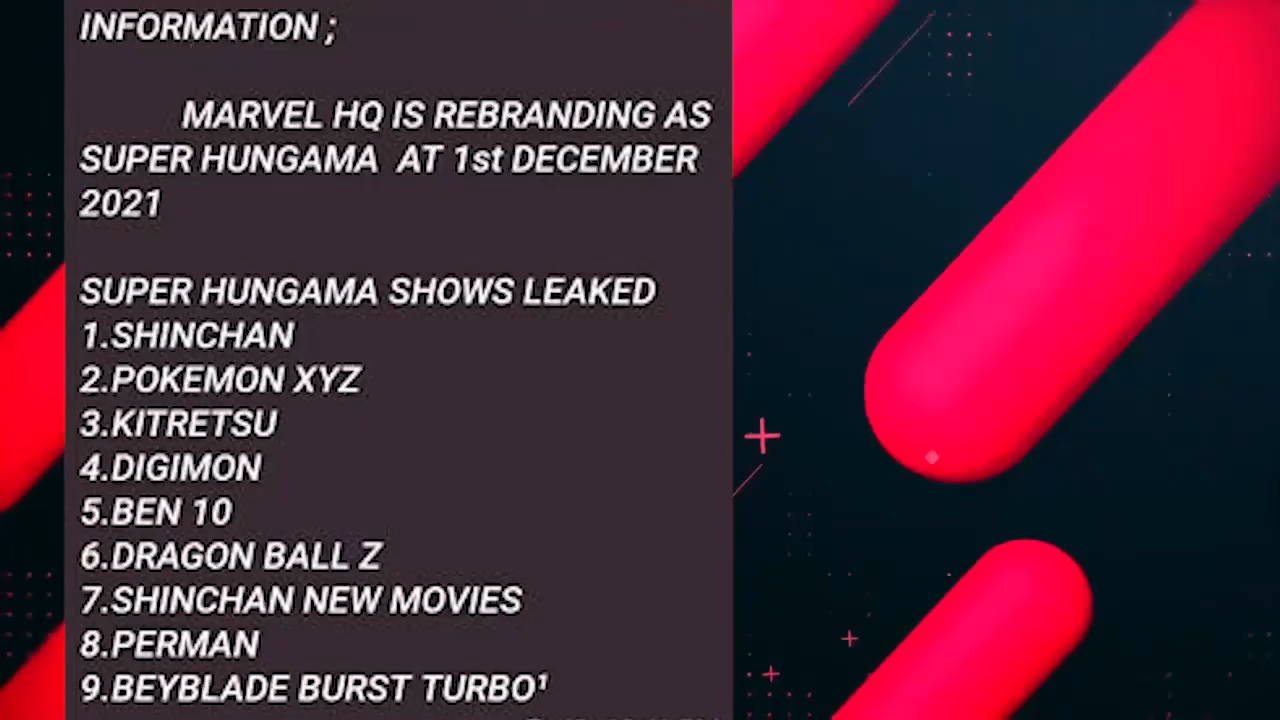 INFORMATION ;
MARVEL HQ IS REBRANDING AS
SUPER HUNGAMA AT 1st DECEMBER
2021
SUPER HUNGAMA SHOWS LEAKED
1.SHINCHAN
2.POKEMON XYZ
3.KITRETSU
4.DIGIMON
5.BEN 10
6.DRAGON BALL Z
7.SHINCHAN NEW MOVIES
8.PERMAN
9.BEYBLADE BURST TURBO¹